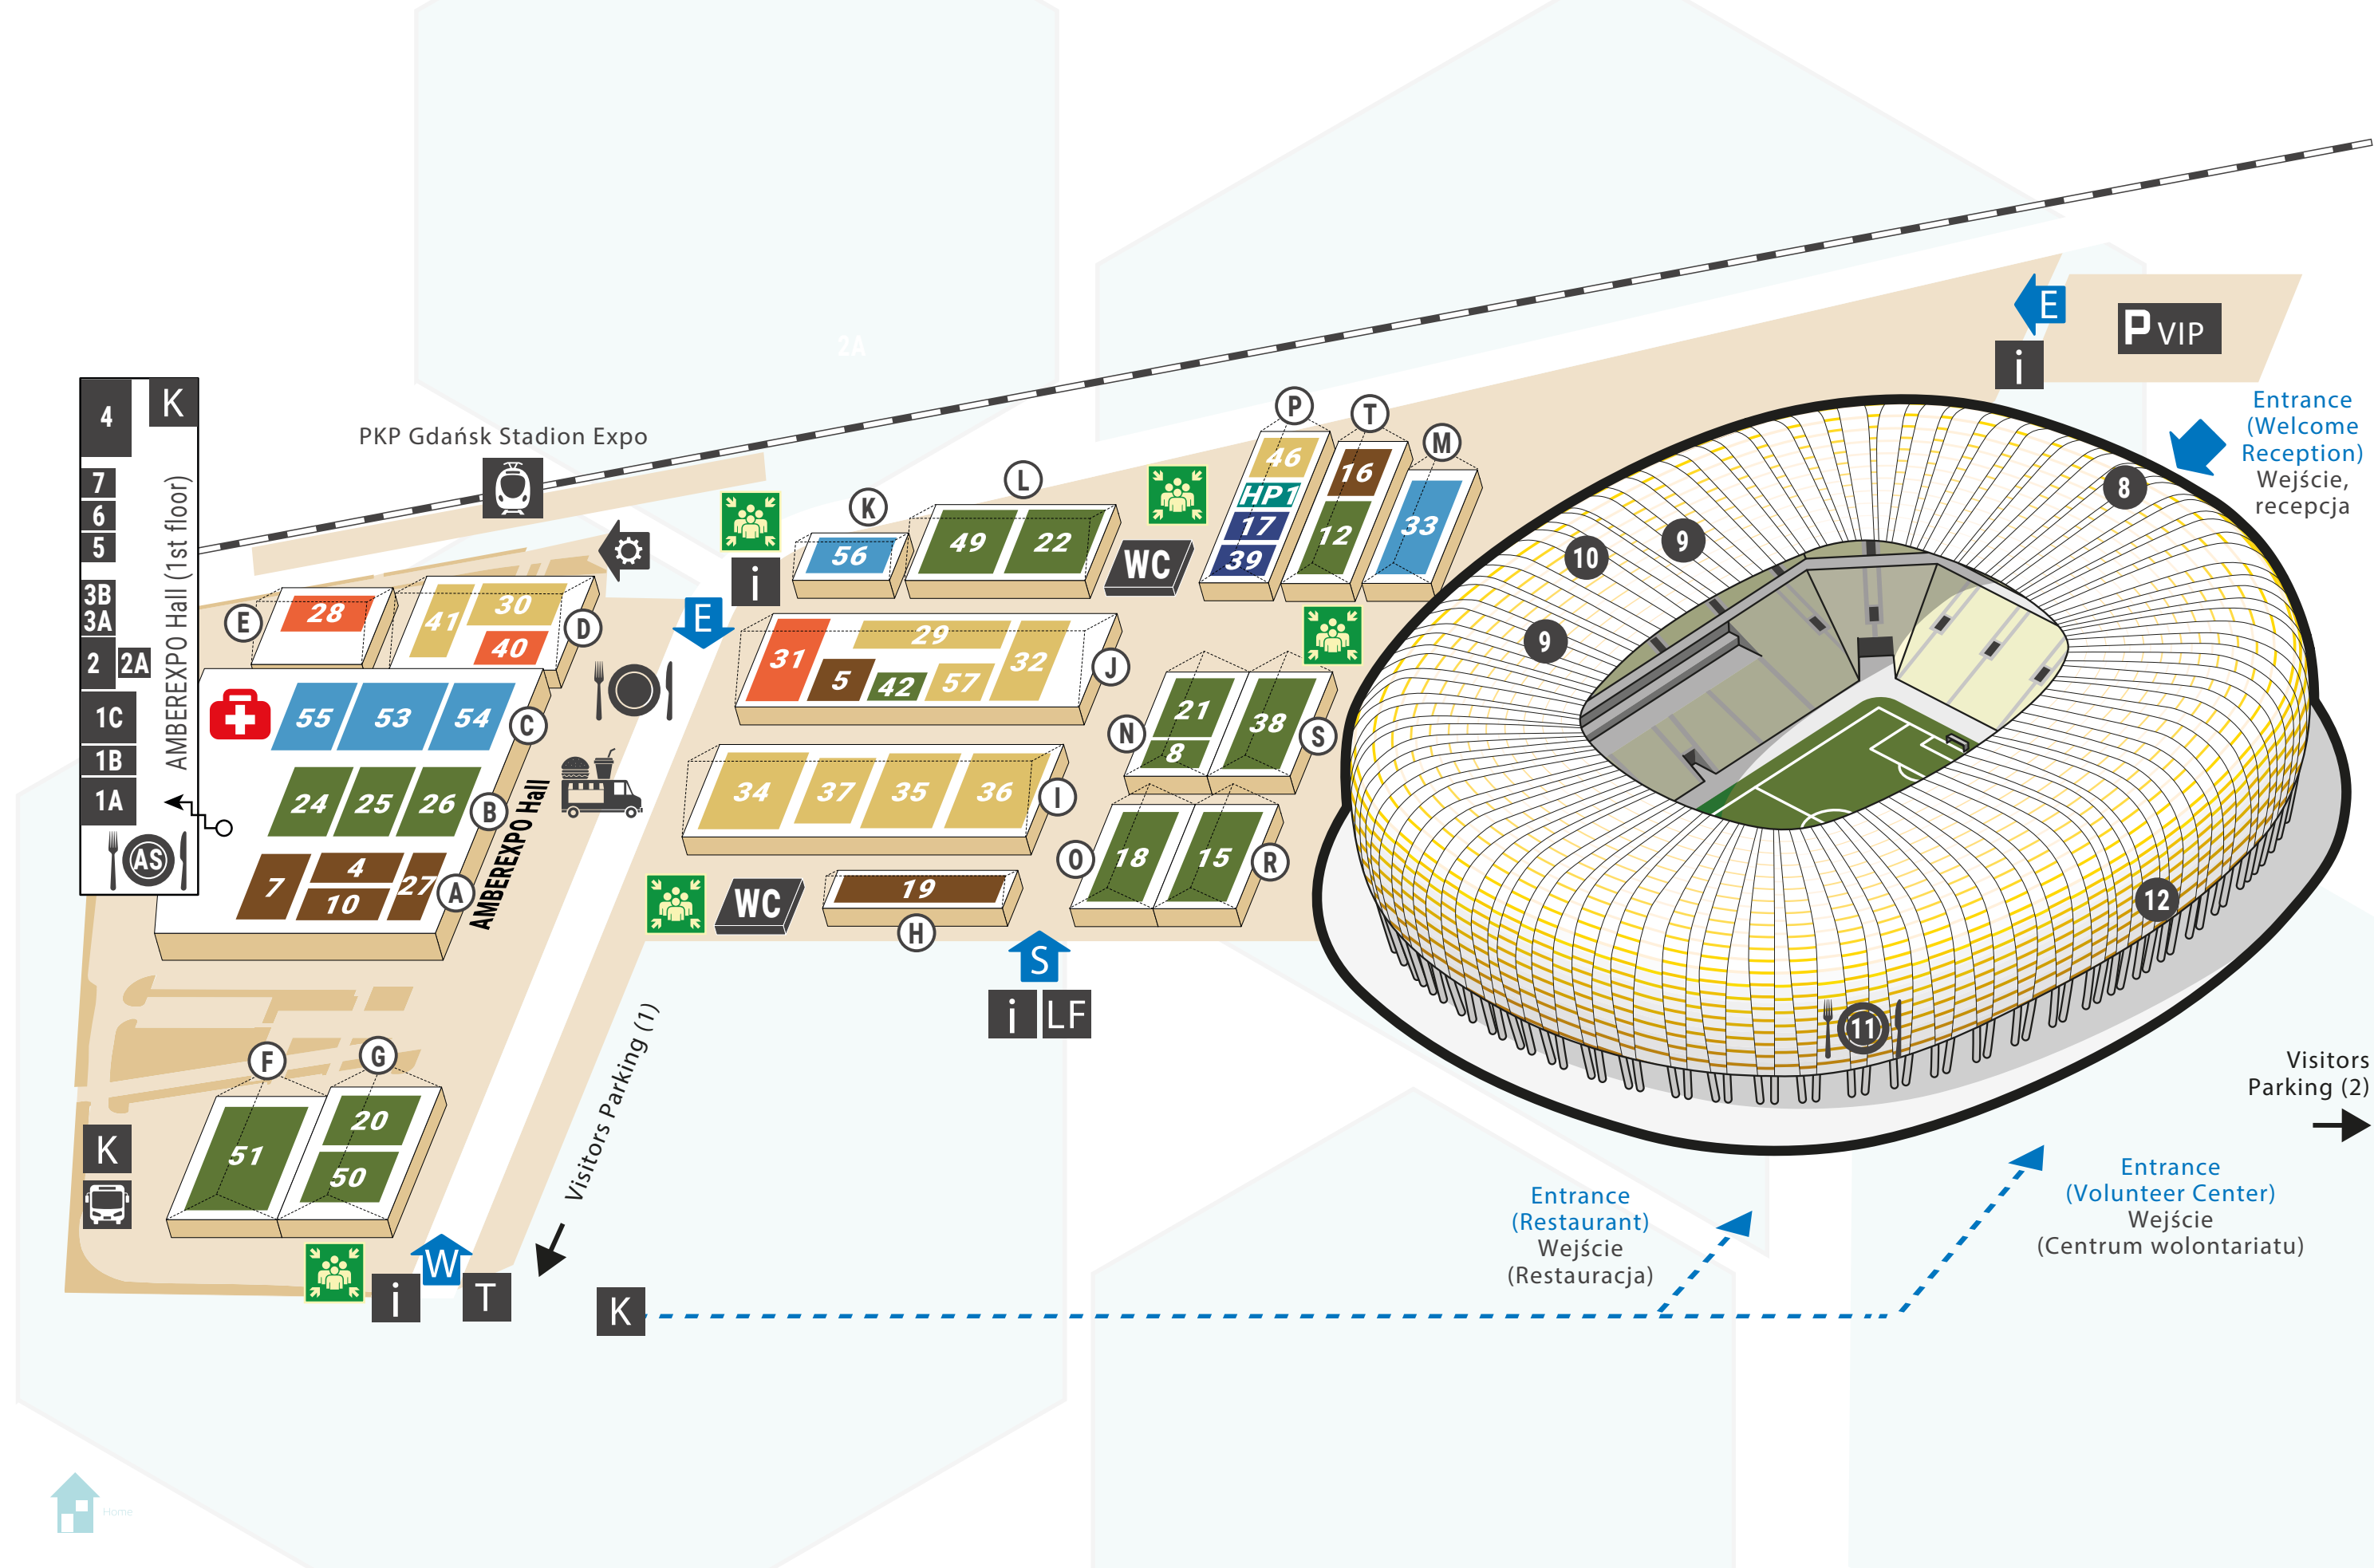 2A
E
P VIP
i
Entrance
(Welcome
Reception)
Wejście,
recepcja
4
K
7
6
5
3B
3A
2
2A
1C
1B
1A
AS
AMBEREXPO Hall (1st floor)
PKP Gdańsk Stadion Expo
E
28
41
30
40
D
55
53
54
C
24
25
26
B
7
4
10
27
A
AMBEREXPO Hall
i
E
K
56
L
49
22
WC
P
46
HP1
17
39
T
16
12
M
33
31
29
5
42
57
32
J
34
37
35
36
I
N
21
8
38
S
O
18
15
R
WC
19
H
S
i
LF
8
9
10
9
12
11
F
51
G
20
50
K
i
W
T
Visitors Parking (1)
K
Visitors
Parking (2)
Entrance
(Restaurant)
Wejście
(Restauracja)
Entrance
(Volunteer Center)
Wejście
(Centrum wolontariatu)
Home